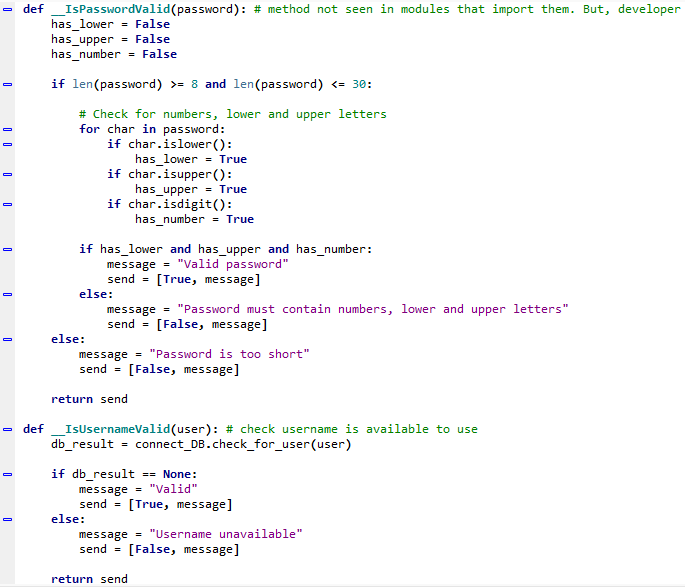 def __IsPasswordValid(password): # method not seen in modules that import them. But, developer
has_lower = False
has_upper = False
has_number = False
if len(password) >= 8 and len(password) <= 30:
# Check for numbers, lower and upper letters
for char in password:
if char.islower():
has_lower = True
if char.isupper():
has_upper = True
if char.isdigit():
has_number = True
if has_lower and has_upper and has_number:
message = "Valid password"
send = [True, message]
else:
message = "Password must contain numbers, lower and upper letters"
send = [False, message]
else:
message = "Password is too short"
send = [False, message]
return send
def __IsUsernameValid(user): # check username is available to use
db_result = connect_DB.check_for_user(user)
if db_result == None:
message = "Valid"
send = [True, message]
else:
message = "Username unavailable"
send = [False, message]
return send